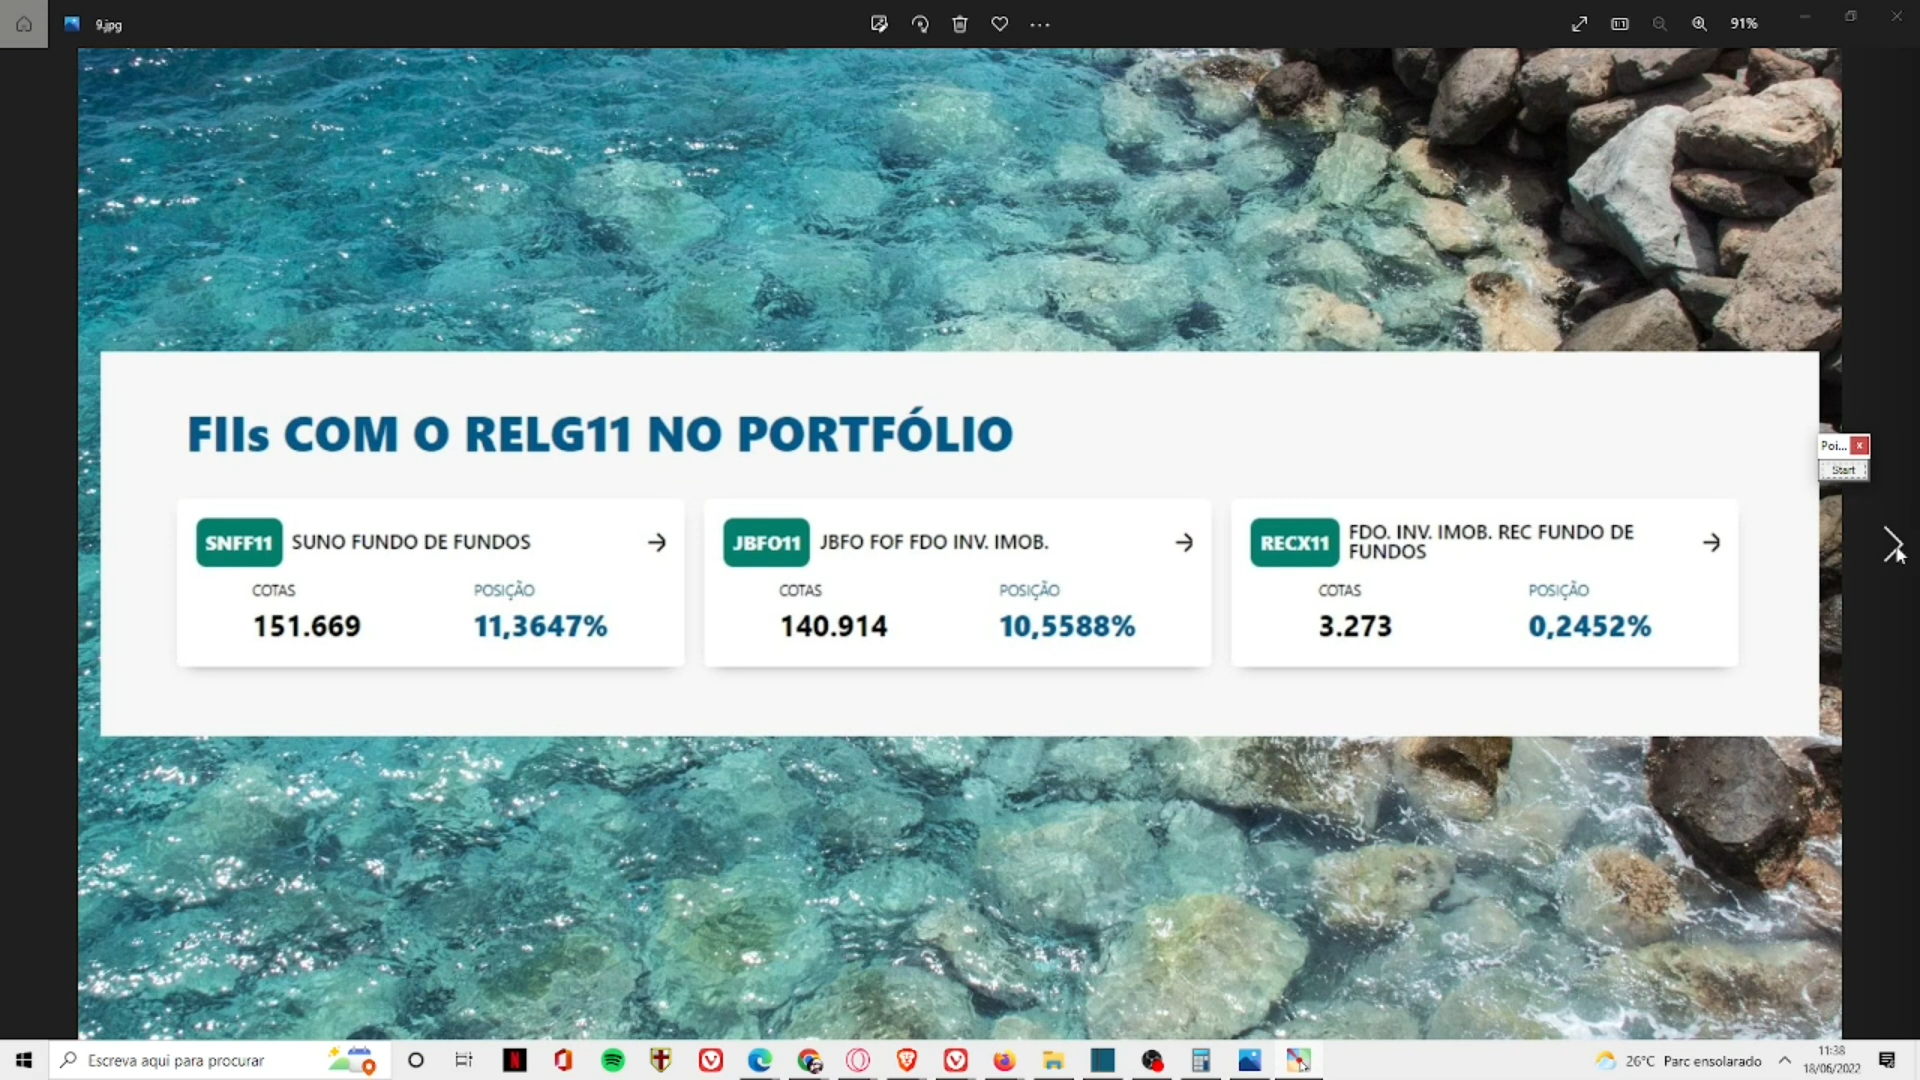 9.jpg
91%
FIIs COM O RELG11 NO PORTFÓLIO
SNFF11 SUNO FUNDO DE FUNDOS
COTAS POSIÇÃO
151.669 11,3647%
JBFO11 JBFO FOF FDO INV. IMOB.
COTAS POSIÇÃO
140.914 10,5588%
RECX11 FDO. INV. IMOB. REC FUNDO DE
FUNDOS
COTAS POSIÇÃO
3.273 0,2452%
Poi...
Start
Escreva aqui para procurar
26°C Parc ensolarado
11:38
18/06/2022